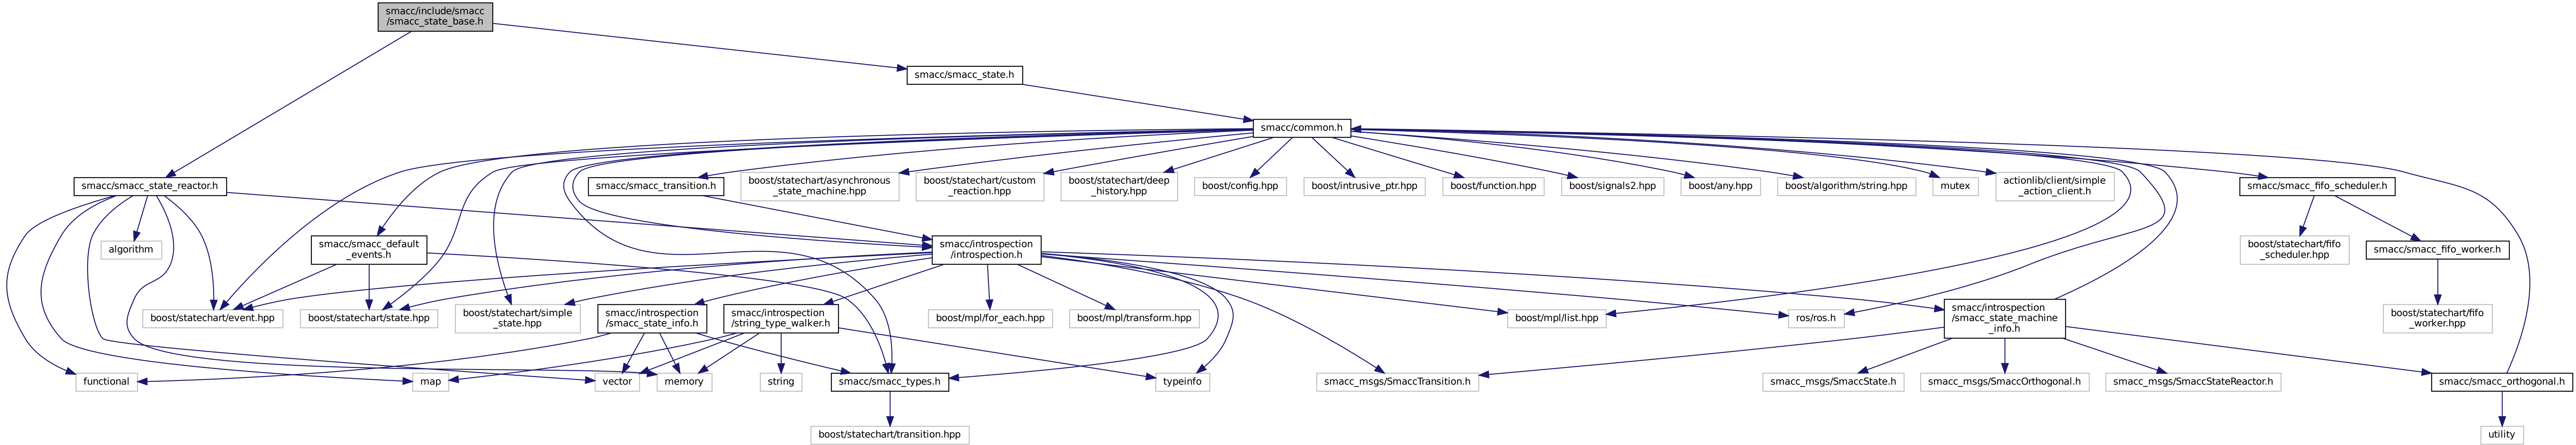 smacc/include/smacc
/smacc_state_base.h
smacc/smacc_state.h
smacc/common.h
smacc/smacc_state_reactor.h
smacc/smacc_transition.h
boost/statechart/asynchronous
_state_machine.hpp
boost/statechart/custom
_reaction.hpp
boost/statechart/deep
_history.hpp
boost/config.hpp
boost/intrusive_ptr.hpp
boost/function.hpp
boost/signals2.hpp
boost/any.hpp
boost/algorithm/string.hpp
mutex
actionlib/client/simple
_action_client.h
smacc/smacc_fifo_scheduler.h
algorithm
smacc/smacc_default
_events.h
smacc/introspection
/introspection.h
boost/statechart/fifo
_scheduler.hpp
smacc/smacc_fifo_worker.h
boost/statechart/event.hpp
boost/statechart/state.hpp
boost/statechart/simple
_state.hpp
smacc/introspection
/smacc_state_info.h
smacc/introspection
/string_type_walker.h
boost/mpl/for_each.hpp
boost/mpl/transform.hpp
boost/mpl/list.hpp
ros/ros.h
smacc/introspection
/smacc_state_machine
_info.h
boost/statechart/fifo
_worker.hpp
functional
map
vector
memory
string
smacc/smacc_types.h
typeinfo
smacc_msgs/SmaccTransition.h
smacc_msgs/SmaccState.h
smacc_msgs/SmaccOrthogonal.h
smacc_msgs/SmaccStateReactor.h
smacc/smacc_orthogonal.h
boost/statechart/transition.hpp
utility